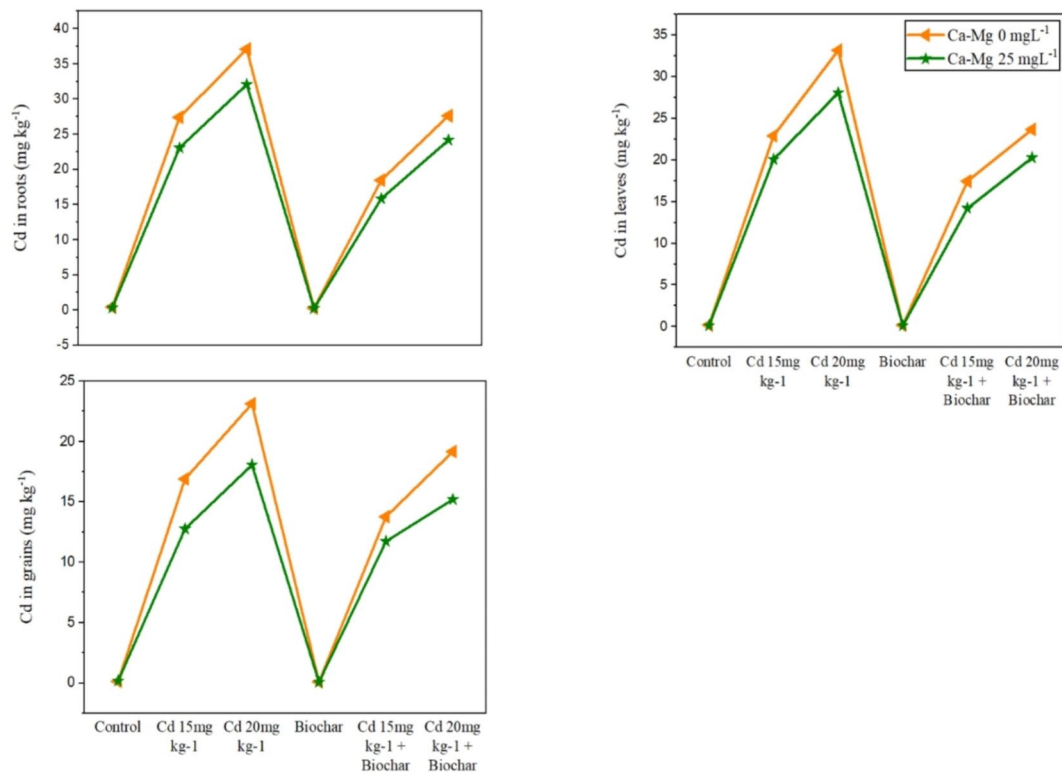 40
35
30
25
20
15
10
5
0
-5
Cd in roots (mg kg⁻¹)
35
30
25
20
15
10
5
0
Cd in leaves (mg kg⁻¹)
Ca-Mg 0 mgL⁻¹
Ca-Mg 25 mgL⁻¹
Control Cd 15mg Cd 20mg Biochar Cd 15mg Cd 20mg
kg-1 kg-1 kg-1 + kg-1 +
Biochar Biochar
25
20
15
10
5
0
Cd in grains (mg kg⁻¹)
Control Cd 15mg Cd 20mg Biochar Cd 15mg Cd 20mg
kg-1 kg-1 kg-1 + kg-1 +
Biochar Biochar